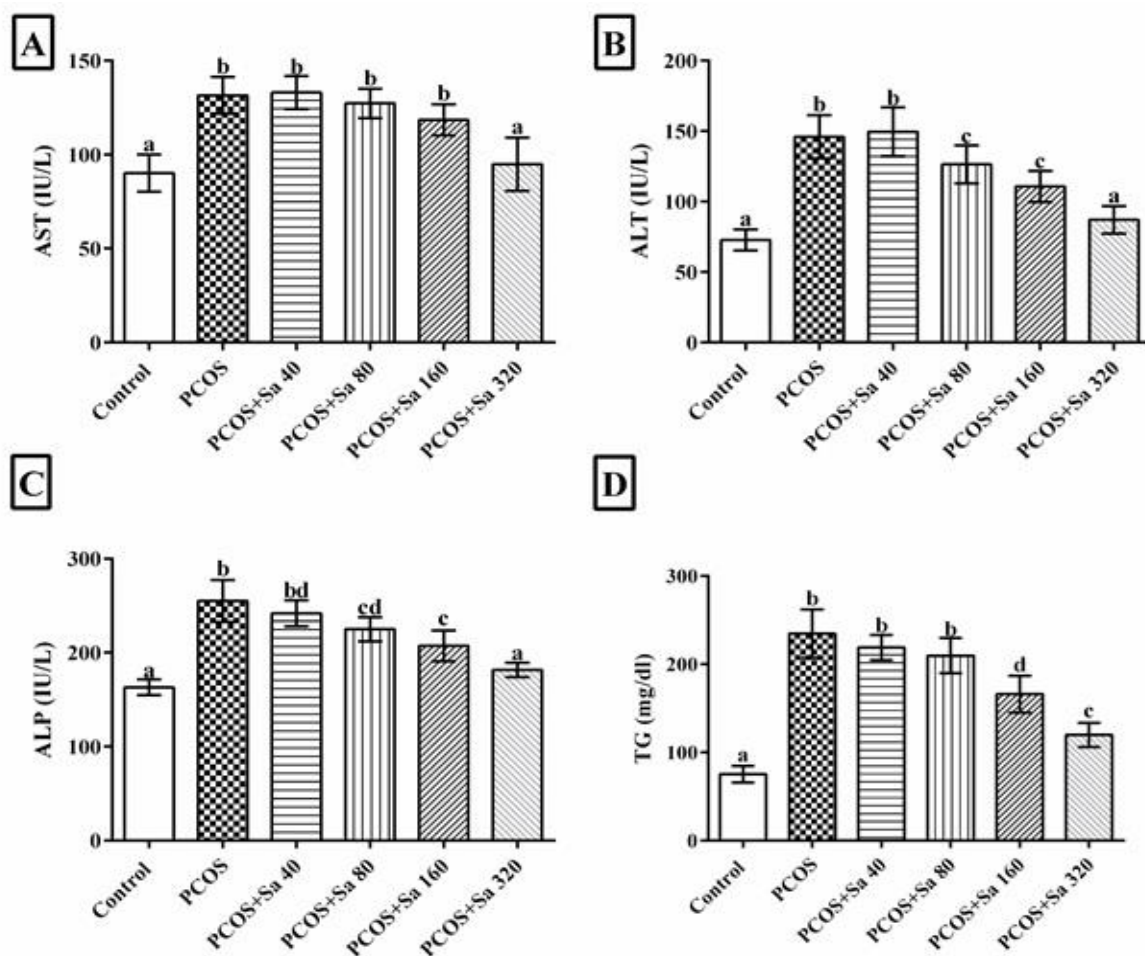 A
AST (IU/L)
150
100
50
0
b
b
b
b
a
a
Control
PCOS
PCOS+Sa 40
PCOS+Sa 80
PCOS+Sa 160
PCOS+Sa 320
B
ALT (IU/L)
200
150
100
50
0
a
b
b
c
c
a
Control
PCOS
PCOS+Sa 40
PCOS+Sa 80
PCOS+Sa 160
PCOS+Sa 320
C
ALP (IU/L)
300
200
100
0
a
b
bd
cd
c
a
Control
PCOS
PCOS+Sa 40
PCOS+Sa 80
PCOS+Sa 160
PCOS+Sa 320
D
TG (mg/dl)
300
200
100
0
a
b
b
b
d
c
Control
PCOS
PCOS+Sa 40
PCOS+Sa 80
PCOS+Sa 160
PCOS+Sa 320